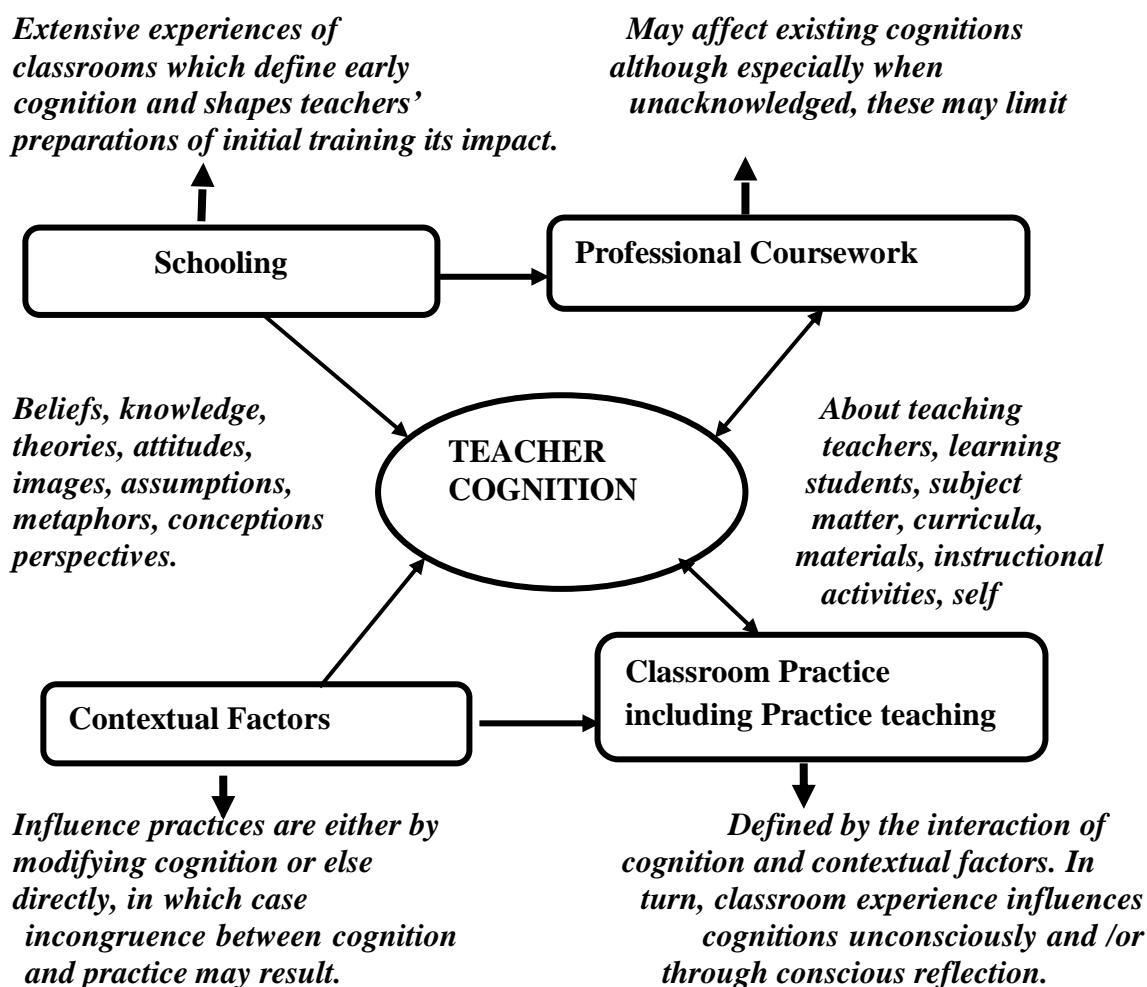 Extensive experiences of
classrooms which define early
cognition and shapes teachers'
preparations of initial training its impact.
May affect existing cognitions
although especially when
unacknowledged, these may limit
Schooling
Professional Coursework
Beliefs, knowledge,
theories, attitudes,
images, assumptions,
metaphors, conceptions
perspectives.
TEACHER
COGNITION
About teaching
teachers, learning
students, subject
matter, curricula,
materials, instructional
activities, self
Contextual Factors
Classroom Practice
including Practice teaching
Influence practices are either by
modifying cognition or else
directly, in which case
incongruence between cognition
and practice may result.
Defined by the interaction of
cognition and contextual factors. In
turn, classroom experience influences
cognitions unconsciously and /or
through conscious reflection.